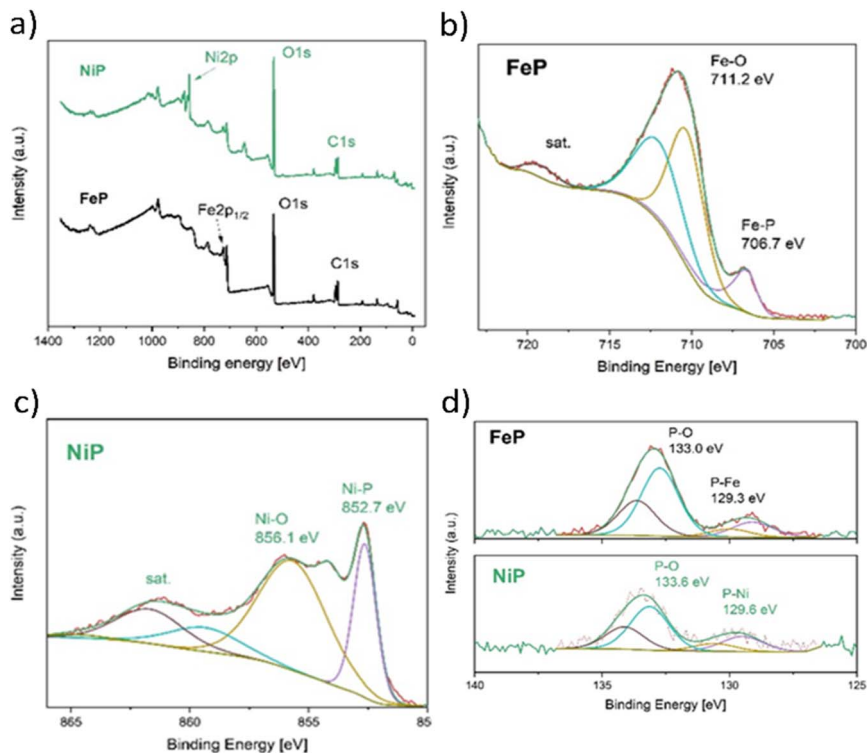 a)
NiP
Ni2p
O1s
C1s
FeP
Fe2p1/2
O1s
C1s
Intensity (a.u.)
1400 1200 1000 800 600 400 200 0
Binding energy [eV]
b)
FeP
Fe-O
711.2 eV
sat.
Fe-P
706.7 eV
Intensity (a.u.)
720 715 710 705 700
Binding Energy [eV]
c)
NiP
Ni-P
852.7 eV
Ni-O
856.1 eV
sat.
Intensity (a.u.)
865 860 855 85
Binding Energy [eV]
d)
FeP
P-O
133.0 eV
P-Fe
129.3 eV
NiP
P-O
133.6 eV
P-Ni
129.6 eV
Intensity (a.u.)
140 135 130 125
Binding Energy [eV]